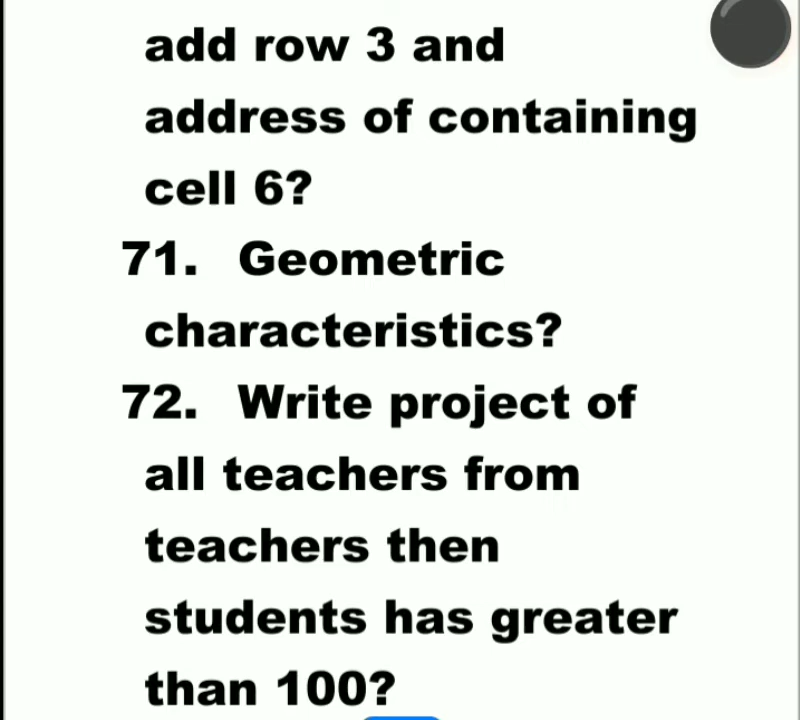 add row 3 and
address of containing
cell 6?
71. Geometric
characteristics?
72. Write project of
all teachers from
teachers then
students has greater
than 100?